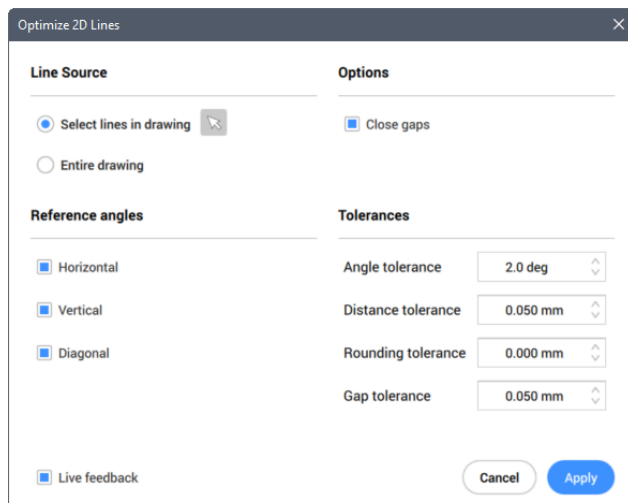 Optimize 2D Lines
Line Source
Select lines in drawing
Entire drawing
Options
Close gaps
Reference angles
Horizontal
Vertical
Diagonal
Tolerances
Angle tolerance 2.0 deg
Distance tolerance 0.050 mm
Rounding tolerance 0.000 mm
Gap tolerance 0.050 mm
Live feedback
Cancel Apply